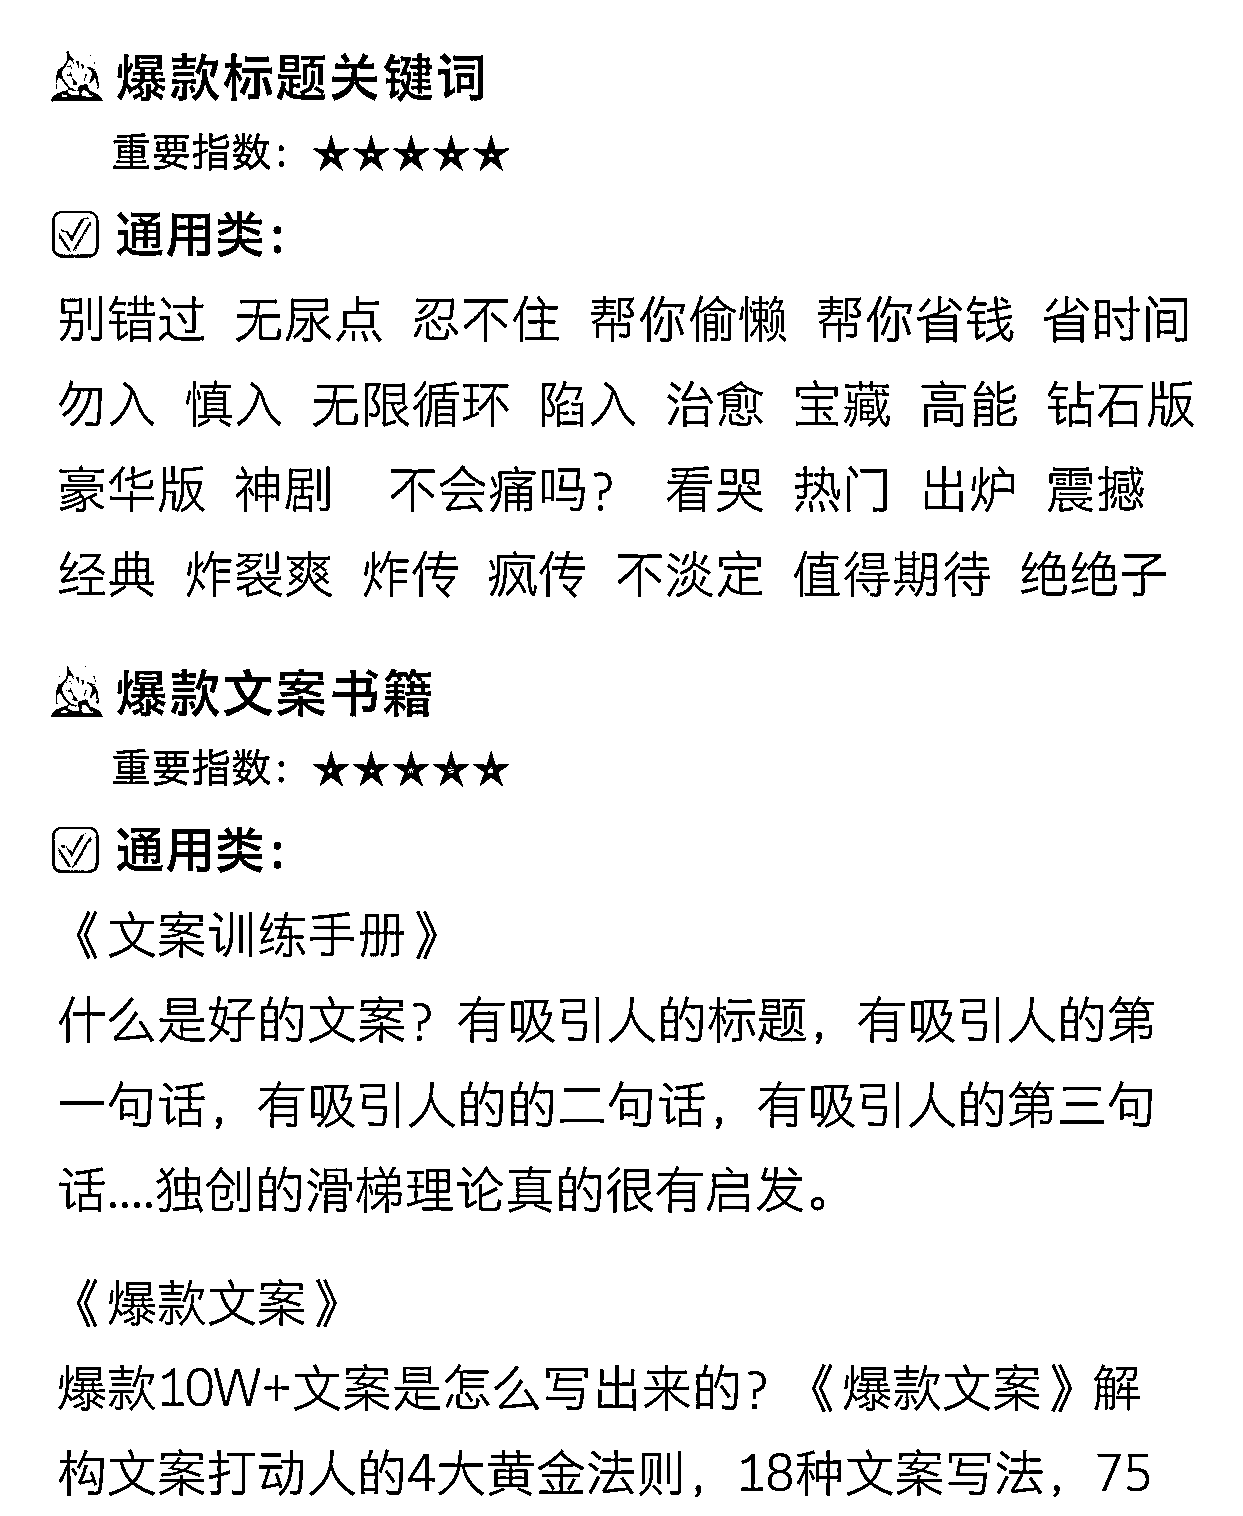 爆款标题关键词
重要指数：★★★★★
通用类：
别错过 无尿点 忍不住 帮你偷懒 帮你省钱 省时间
勿入 慎入 无限循环 陷入 治愈 宝藏 高能 钻石版
豪华版 神剧 不会痛吗？ 看哭 热门 出炉 震撼
经典 炸裂爽 炸传 疯传 不淡定 值得期待 绝绝子
爆款文案书籍
重要指数：★★★★★
通用类：
《文案训练手册》
什么是好的文案？有吸引人的标题，有吸引人的第
一句话，有吸引人的的二句话，有吸引人的第三句
话....独创的滑梯理论真的很有启发。
《爆款文案》
爆款10W+文案是怎么写出来的？《爆款文案》解
构文案打动人的4大黄金法则，18种文案写法，75